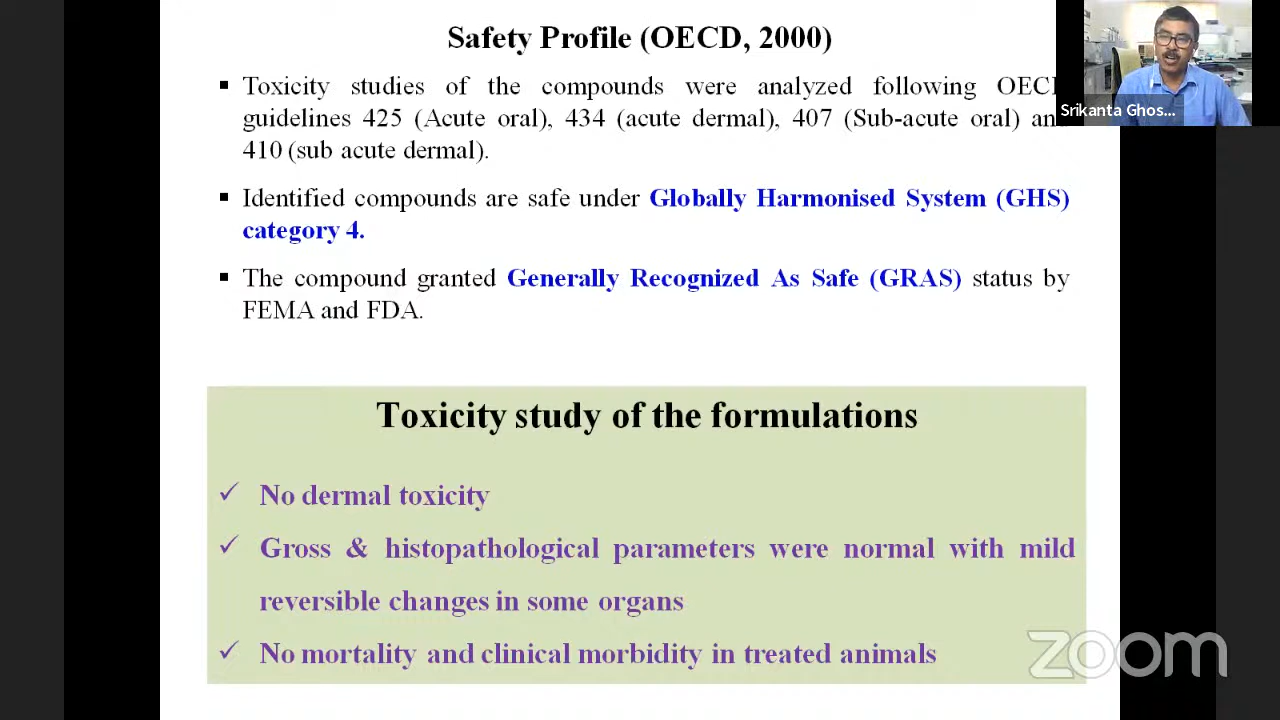 Safety Profile (OECD, 2000)
Toxicity studies of the compounds were analyzed following
guidelines 425 (Acute oral), 434 (acute dermal), 407 (Sub-acute oral)
410 (sub acute dermal).
Identified compounds are safe under Globally Harmonised System (GHS)
category 4.
The compound granted Generally Recognized As Safe (GRAS) status by
FEMA and FDA.
Toxicity study of the formulations
No dermal toxicity
Gross & histopathological parameters were normal with mild
reversible changes in some organs
No mortality and clinical morbidity in treated animals
Srikanta Ghos...
zoom